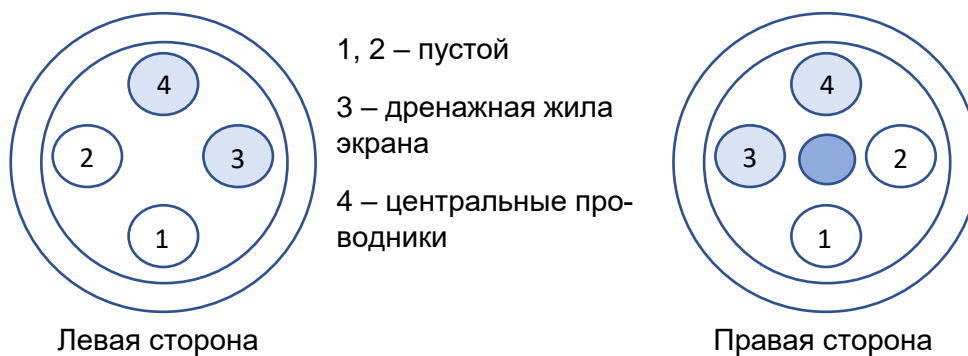 4
2
3
1
Левая сторона
1, 2 – пустой
3 – дренажная жила
экрана
4 – центральные про-
водники
4
3
2
1
Правая сторона